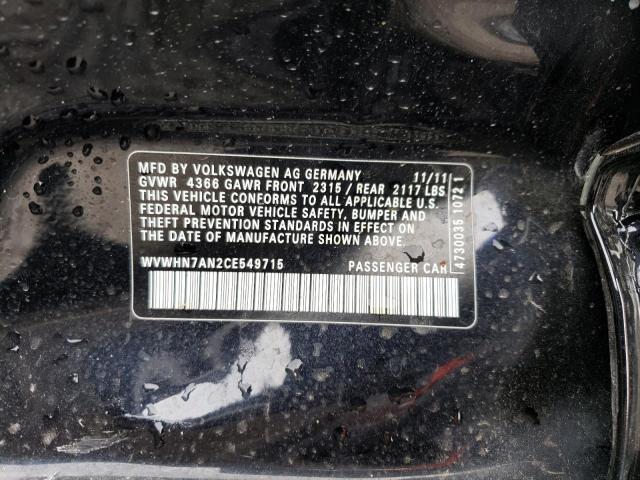 MFD BY VOLKSWAGEN AG GERMANY 11/11
GVWR 4366 GAWR FRONT 2315 / REAR 2117 LBS
THIS VEHICLE CONFORMS TO ALL APPLICABLE U.S.
FEDERAL MOTOR VEHICLE SAFETY, BUMPER AND
THEFT PREVENTION STANDARDS IN EFFECT ON
THE DATE OF MANUFACTURE SHOWN ABOVE.
WVWHN7AN2CE549715 PASSENGER CAR
4730035 1072 1